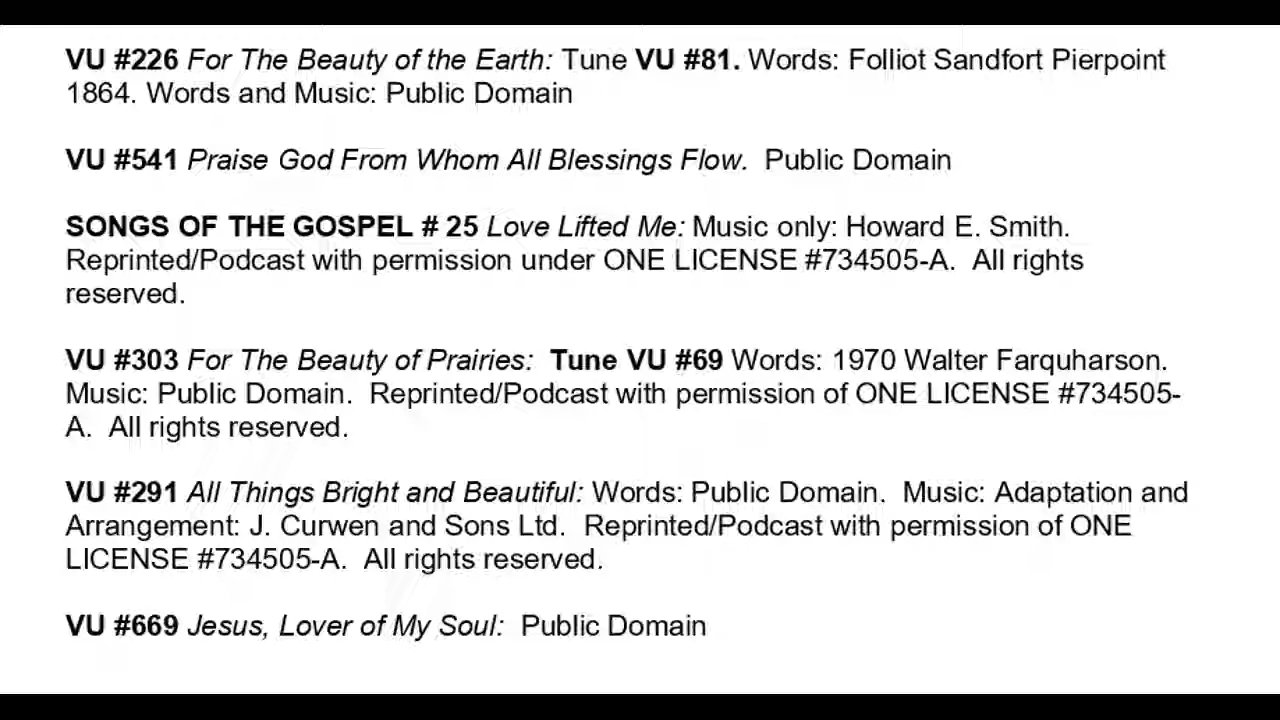 VU #226 For The Beauty of the Earth: Tune VU #81. Words: Folliot Sandfort Pierpoint
1864. Words and Music: Public Domain
VU #541 Praise God From Whom All Blessings Flow.  Public Domain
SONGS OF THE GOSPEL # 25 Love Lifted Me: Music only: Howard E. Smith.
Reprinted/Podcast with permission under ONE LICENSE #734505-A.  All rights
reserved.
VU #303 For The Beauty of Prairies:  Tune VU #69 Words: 1970 Walter Farquharson.
Music: Public Domain.  Reprinted/Podcast with permission of ONE LICENSE #734505-
A.  All rights reserved.
VU #291 All Things Bright and Beautiful: Words: Public Domain.  Music: Adaptation and
Arrangement: J. Curwen and Sons Ltd.  Reprinted/Podcast with permission of ONE
LICENSE #734505-A.  All rights reserved.
VU #669 Jesus, Lover of My Soul:  Public Domain